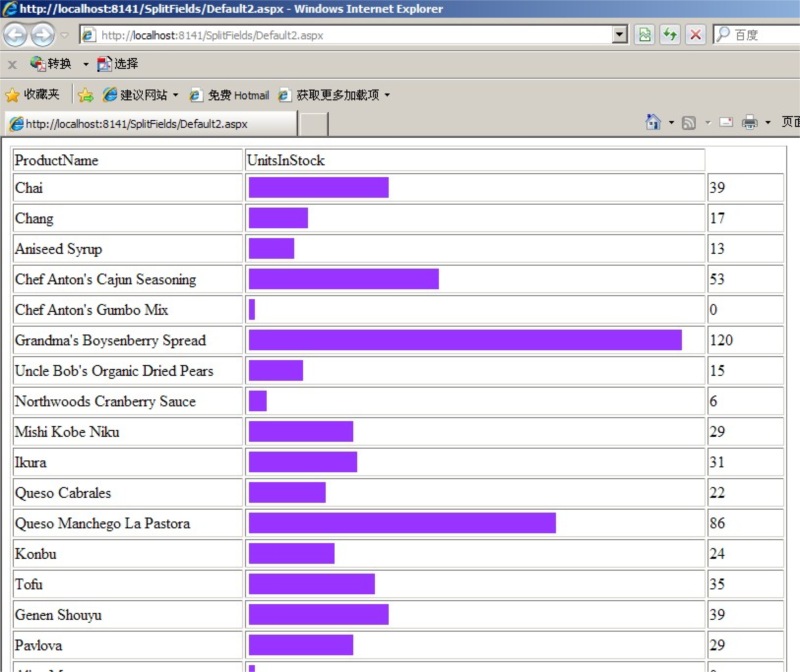 http://localhost:8141/SplitFields/Default2.aspx - Windows Internet Explorer
http://localhost:8141/SplitFields/Default2.aspx 百度
转换 选择
收藏夹 建议网站 免费 Hotmail 获取更多加载项
http://localhost:8141/SplitFields/Default2.aspx 页面
ProductName UnitsInStock
Chai 39
Chang 17
Aniseed Syrup 13
Chef Anton's Cajun Seasoning 53
Chef Anton's Gumbo Mix 0
Grandma's Boysenberry Spread 120
Uncle Bob's Organic Dried Pears 15
Northwoods Cranberry Sauce 6
Mishi Kobe Niku 29
Ikura 31
Queso Cabrales 22
Queso Manchego La Pastora 86
Konbu 24
Tofu 35
Genen Shouyu 39
Pavlova 29